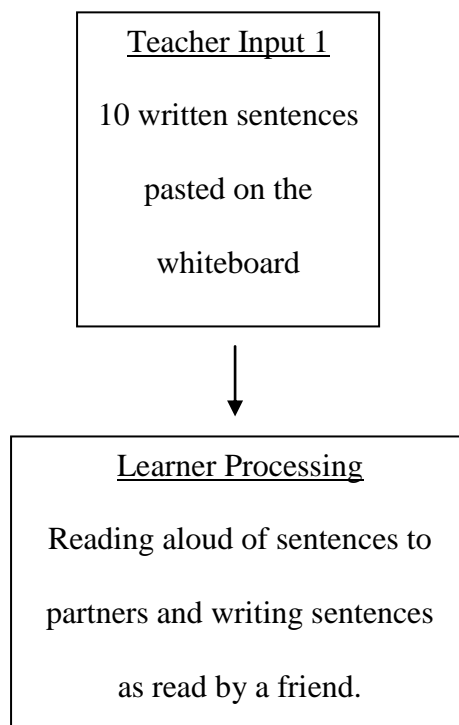 Teacher Input 1
10 written sentences
pasted on the
whiteboard
Learner Processing
Reading aloud of sentences to
partners and writing sentences
as read by a friend.